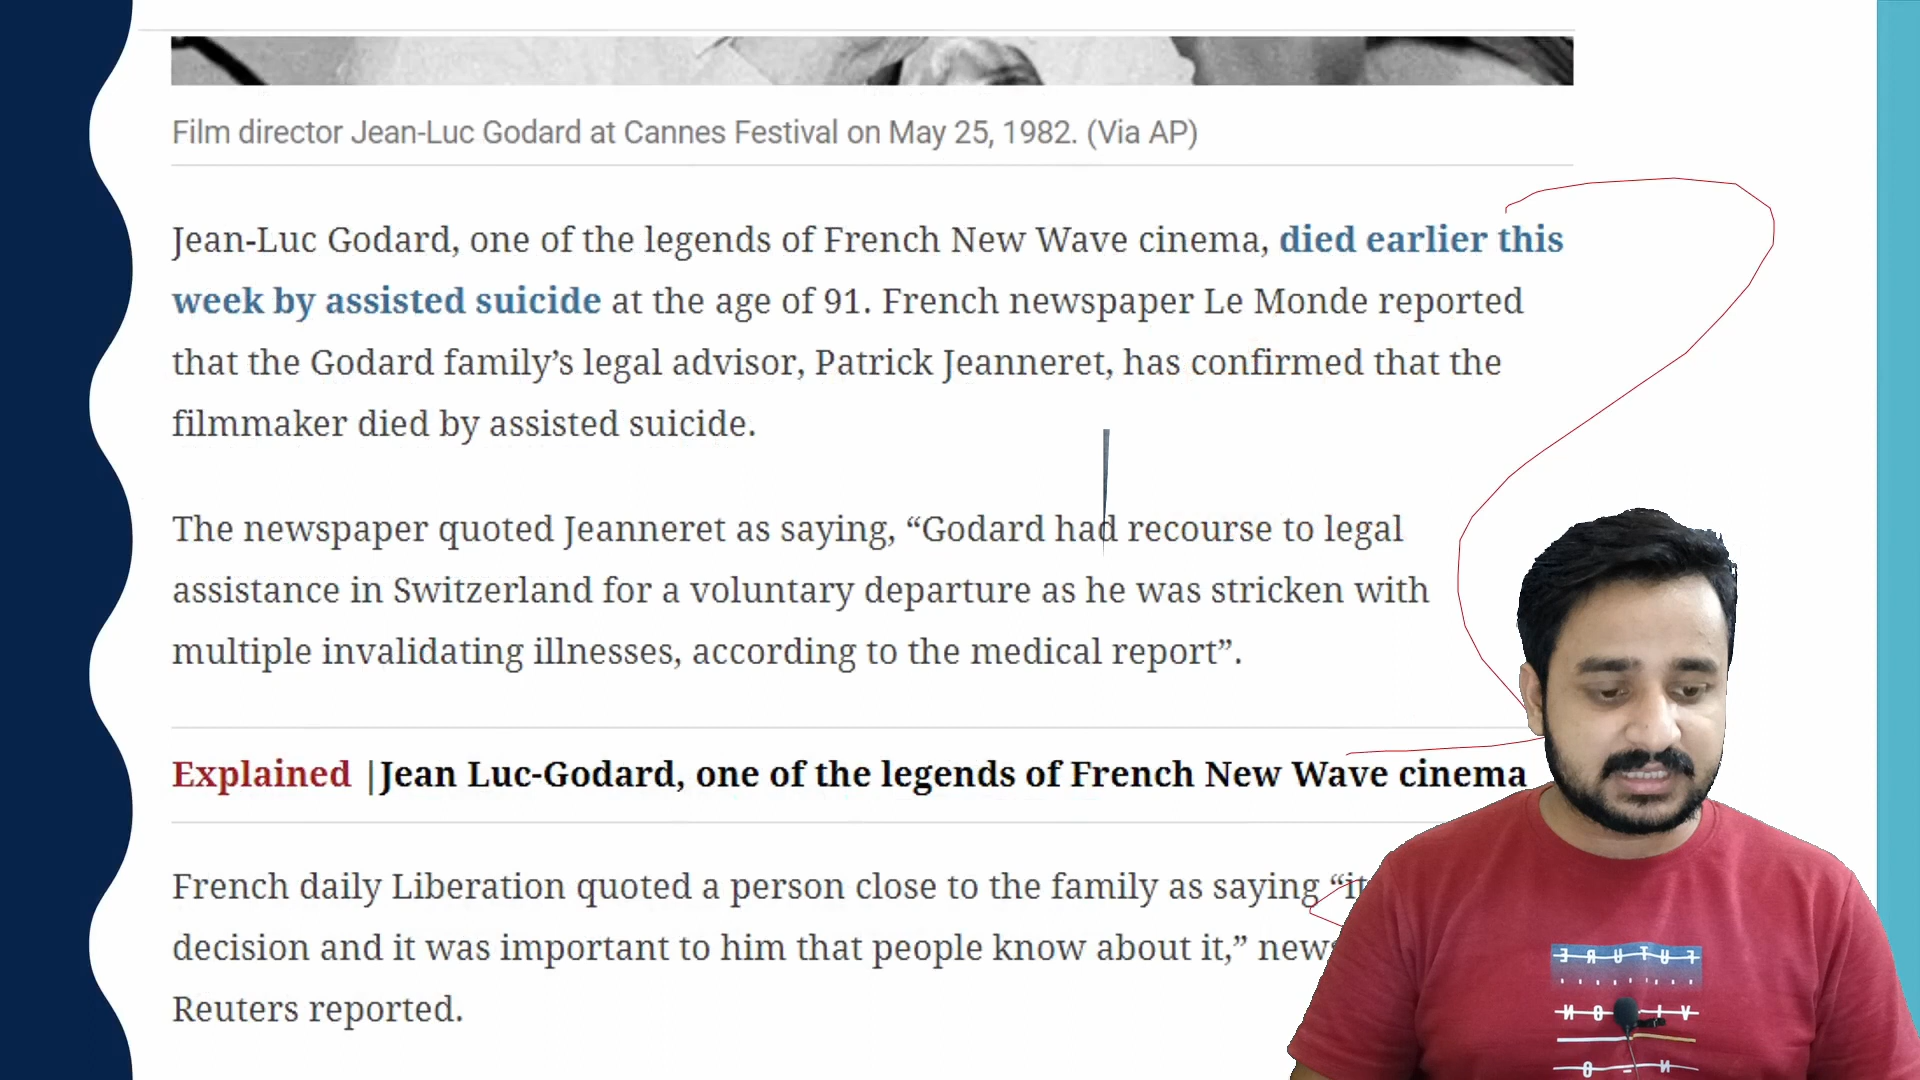 Film director Jean-Luc Godard at Cannes Festival on May 25, 1982. (Via AP)
Jean-Luc Godard, one of the legends of French New Wave cinema, died earlier this
week by assisted suicide at the age of 91. French newspaper Le Monde reported
that the Godard family’s legal advisor, Patrick Jeanneret, has confirmed that the
filmmaker died by assisted suicide.
The newspaper quoted Jeanneret as saying, “Godard had recourse to legal
assistance in Switzerland for a voluntary departure as he was stricken with
multiple invalidating illnesses, according to the medical report”.
Explained |Jean Luc-Godard, one of the legends of French New Wave cinema
French daily Liberation quoted a person close to the family as saying “it
decision and it was important to him that people know about it,”
Reuters reported.
FUTURE